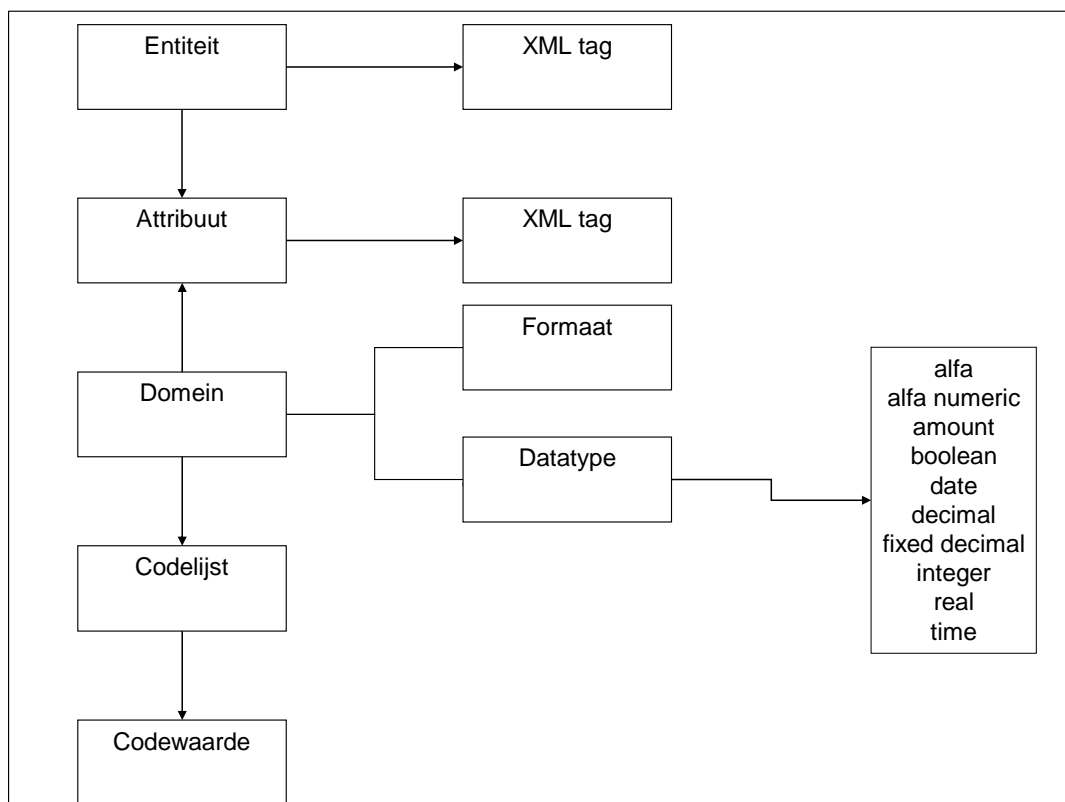 Entiteit
XML tag
Attribuut
XML tag
Formaat
Domein
Datatype
alfa
alfa numeric
amount
boolean
date
decimal
fixed decimal
integer
real
time
Codelijst
Codewaarde